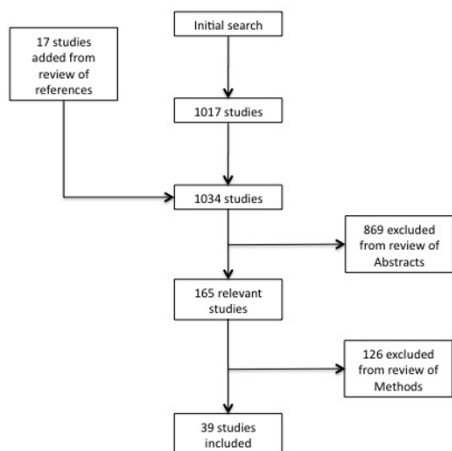 Initial search
17 studies
added from
review of
references
1017 studies
1034 studies
869 excluded
from review of
Abstracts
165 relevant
studies
126 excluded
from review of
Methods
39 studies
included